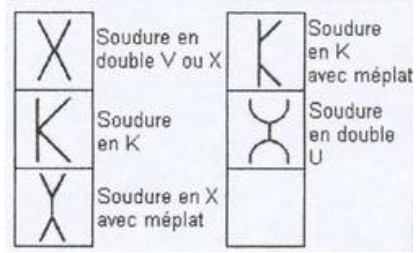 Soudure en
double V ou X
Soudure
en K
Soudure en X
avec méplat
Soudure
en K
avec méplat
Soudure
en double
U